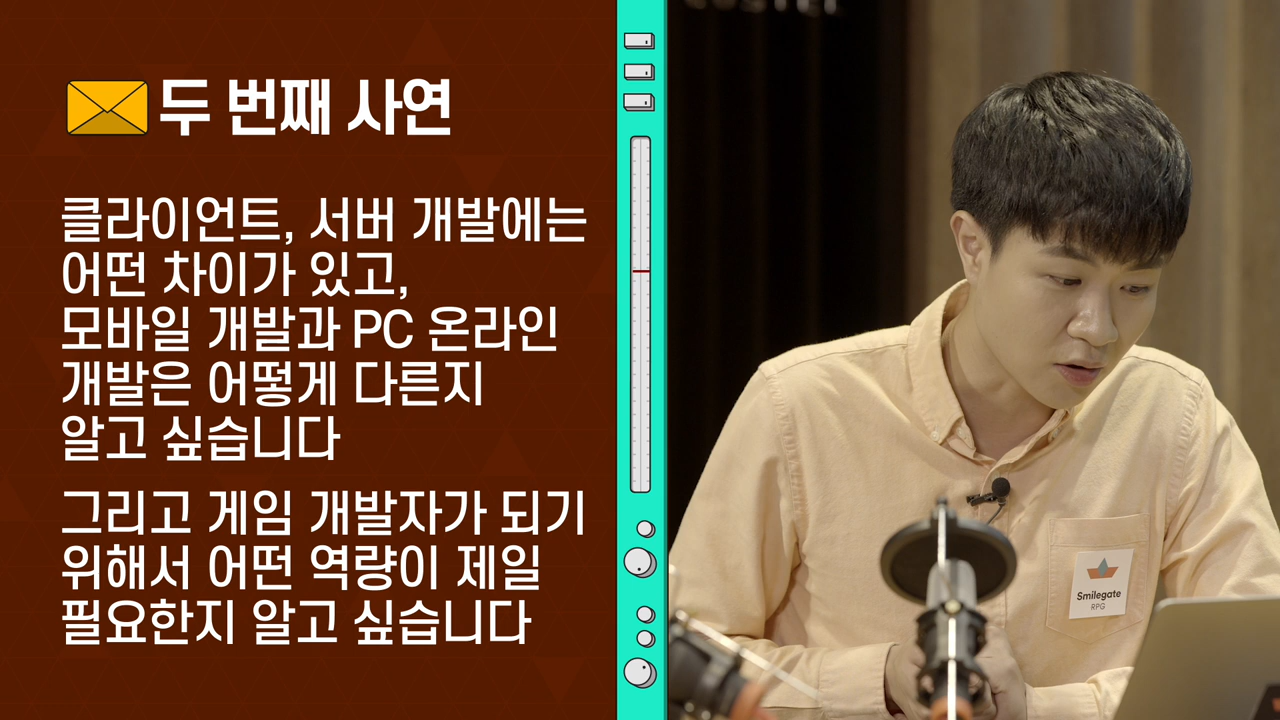 두 번째 사연
클라이언트, 서버 개발에는
어떤 차이가 있고,
모바일 개발과 PC 온라인
개발은 어떻게 다른지
알고 싶습니다
그리고 게임 개발자가 되기
위해서 어떤 역량이 제일
필요한지 알고 싶습니다
Smilegate
RPG